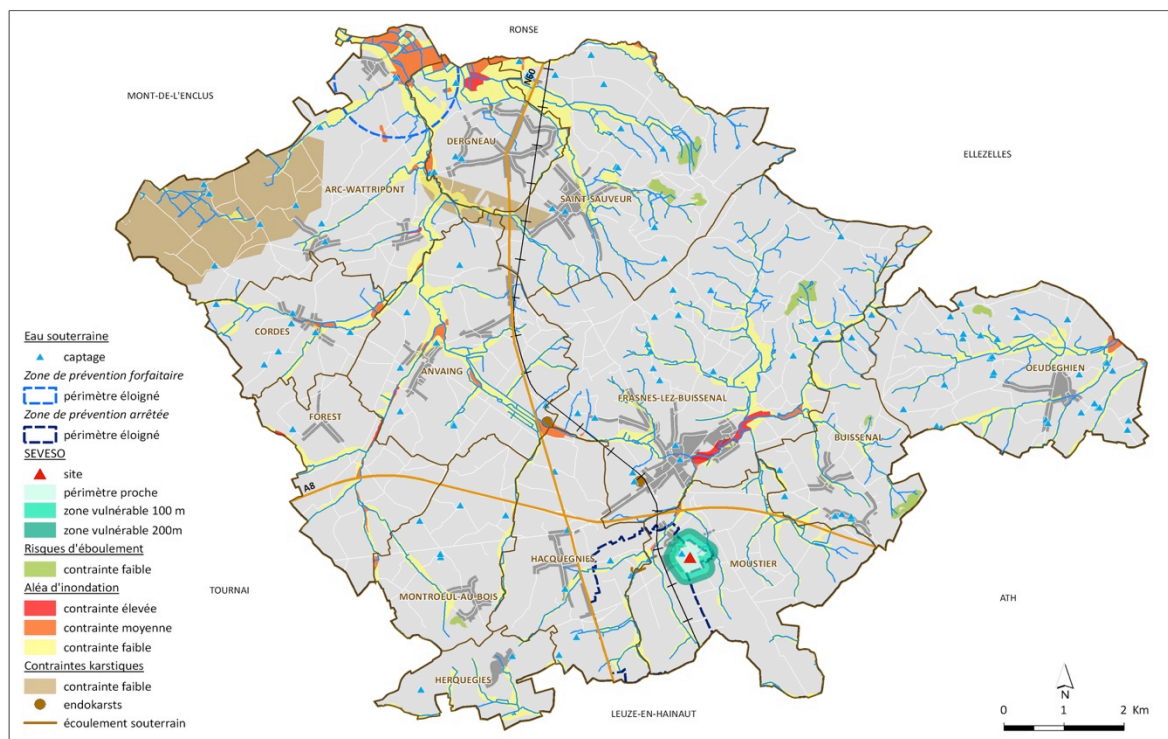 RONSE
MONT-DE-L'ENCLUS
N60
DERGNEAU
ELLEZELLES
ARC-WATTRIPONT
SAINT-SAUVEUR
CORDES
Eau souterraine
captage
Zone de prévention forfaitaire
périmètre éloigné
Zone de prévention arrêtée
périmètre éloigné
SEVESO
site
périmètre proche
zone vulnérable 100 m
zone vulnérable 200m
Risques d'éboulement
contrainte faible
Aléa d'inondation
contrainte élevée
contrainte moyenne
contrainte faible
Contraintes karstiques
contrainte faible
endokarsts
écoulement souterrain
ANVAING
OEUDEGHIEN
FRASNES-LEZ-BUISSENAL
FOREST
BUISSENAL
A8
HACQUEGNIES
MOUSTIER
TOURNAI
MONTROEUL-AU-BOIS
ATH
HERQUEGIES
LEUZE-EN-HAINAUT
N
0 1 2 Km